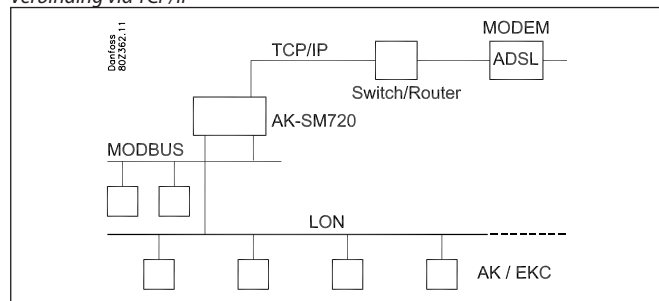 Verbinding via TCP/IP
Danfoss
80Z362.11
MODEM
TCP/IP
ADSL
Switch/Router
AK-SM720
MODBUS
LON
AK / EKC